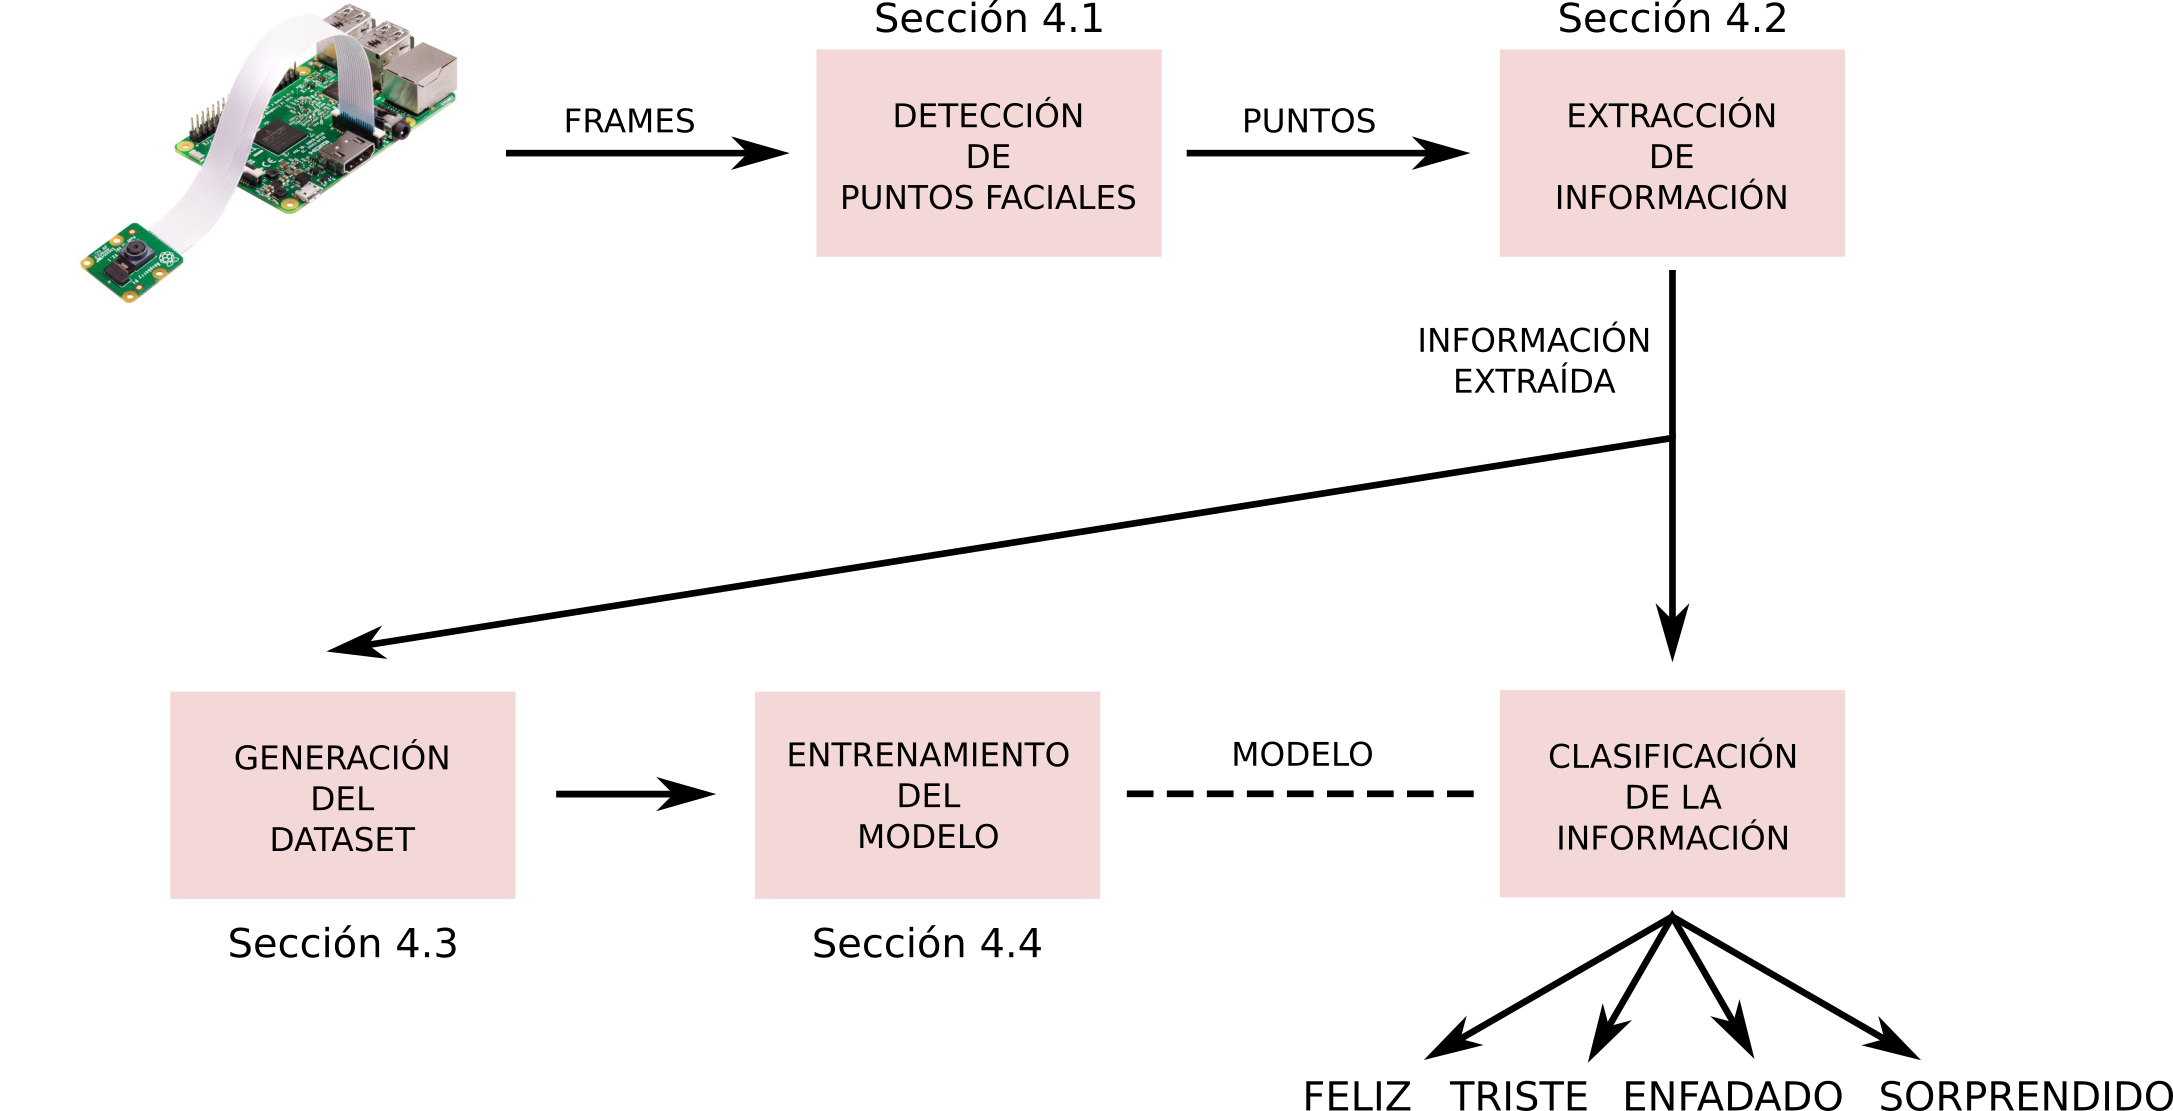 Sección 4.1
Sección 4.2
FRAMES
DETECCIÓN
DE
PUNTOS FACIALES
PUNTOS
EXTRACCIÓN
DE
INFORMACIÓN
INFORMACIÓN
EXTRAÍDA
GENERACIÓN
DEL
DATASET
ENTRENAMIENTO
DEL
MODELO
MODELO
CLASIFICACIÓN
DE LA
INFORMACIÓN
Sección 4.3
Sección 4.4
FELIZ
TRISTE
ENFADADO
SORPRENDIDO